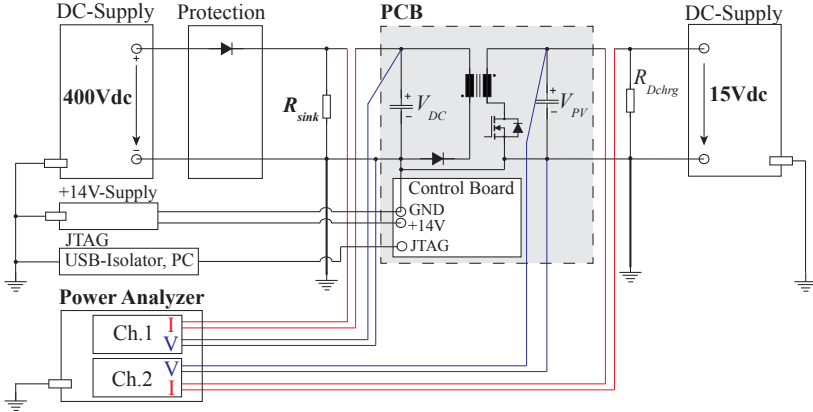 DC-Supply
Protection
PCB
DC-Supply
+
400Vdc
−
R sink
+
V DC
−
+
V PV
−
R Dchrg
15Vdc
+14V-Supply
Control Board
GND
+14V
JTAG
JTAG
USB-Isolator, PC
Power Analyzer
Ch.1
I
V
Ch.2
V
I